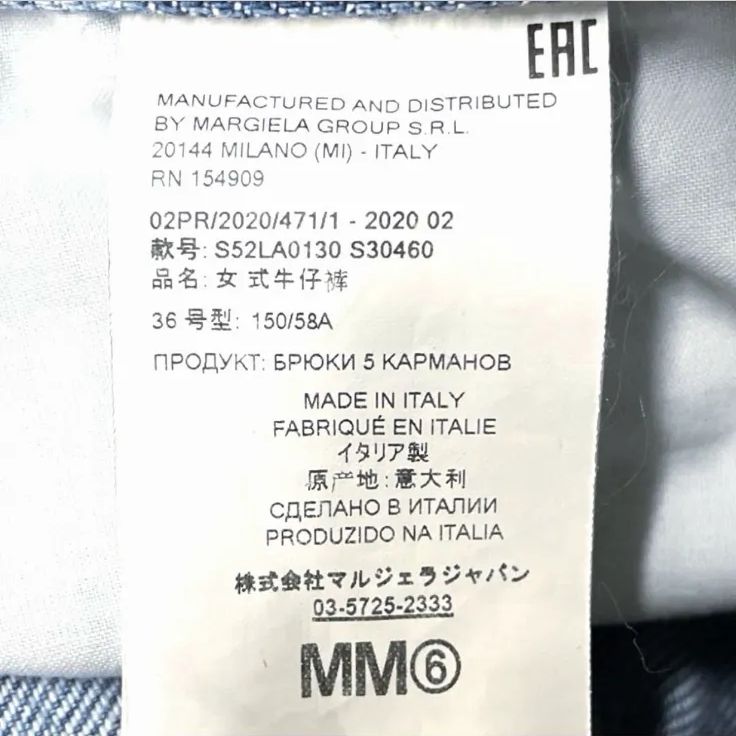 EAC
MANUFACTURED AND DISTRIBUTED
BY MARGIELA GROUP S.R.L.
20144 MILANO (MI) - ITALY
RN 154909
02PR/2020/471/1 - 2020 02
款号: S52LA0130 S30460
品名: 女 式牛仔裤
36 号型: 150/58A
ПРОДУКТ: БРЮКИ 5 КАРМАНОВ
MADE IN ITALY
FABRIQUÉ EN ITALIE
イタリア製
原产地: 意大利
СДЕЛАНО В ИТАЛИИ
PRODUZIDO NA ITALIA
株式会社マルジェラジャパン
03-5725-2333
MM⑥